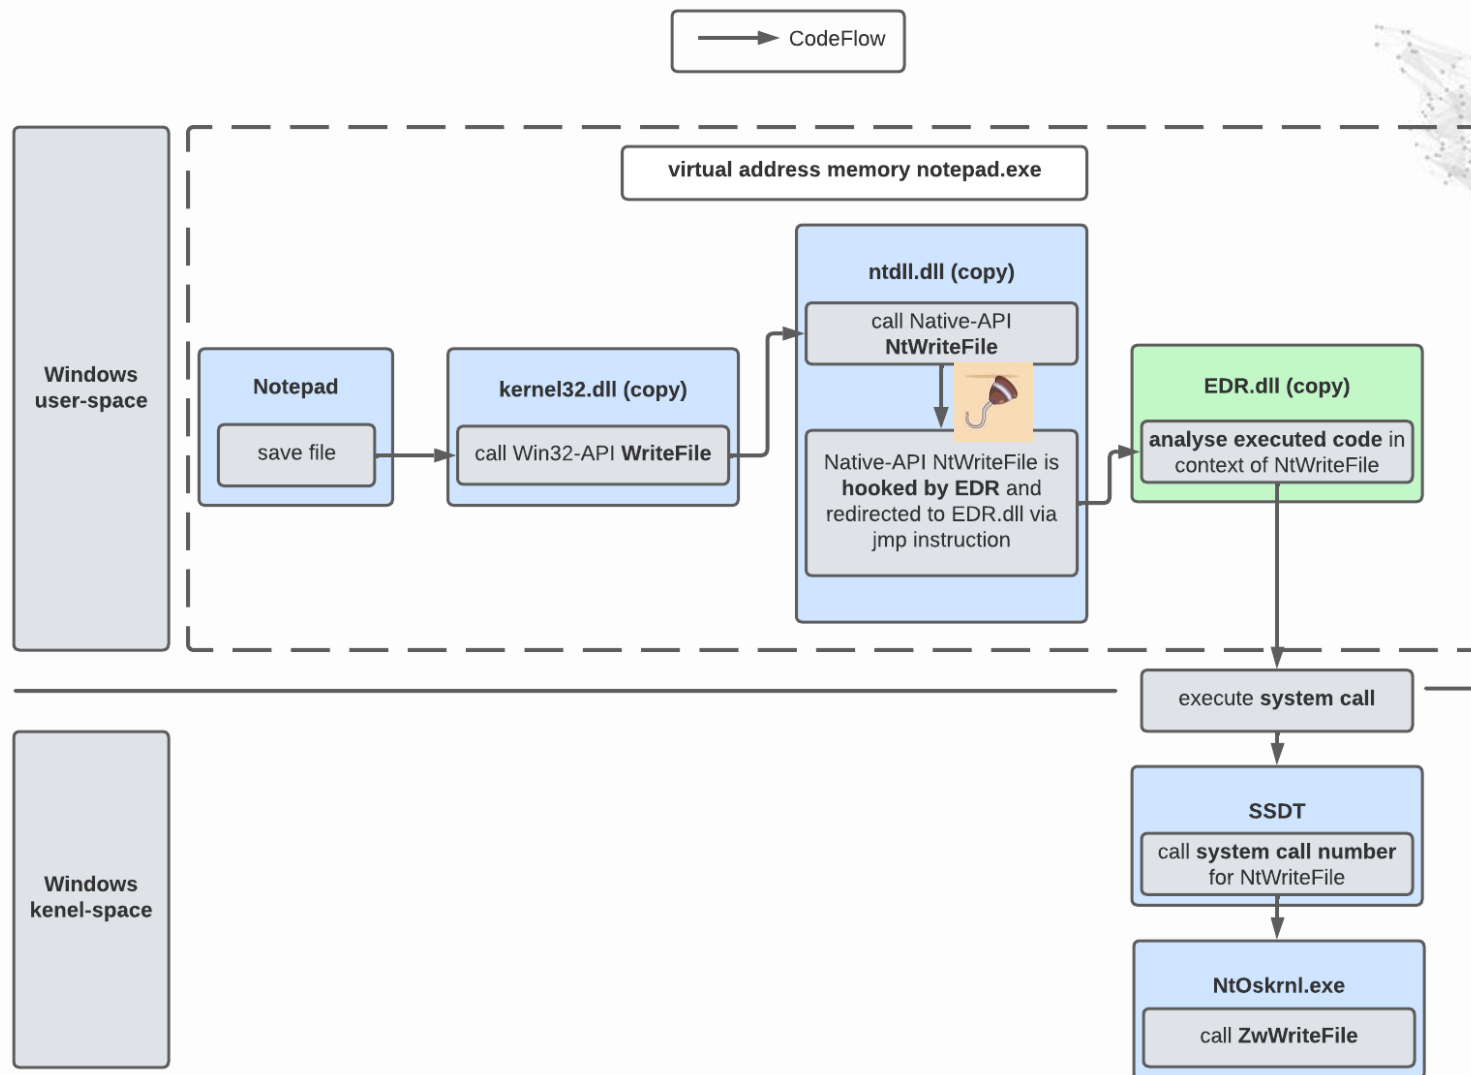 CodeFlow
virtual address memory notepad.exe
Windows
user-space
Notepad
save file
kernel32.dll (copy)
call Win32-API WriteFile
ntdll.dll (copy)
call Native-API
NtWriteFile
Native-API NtWriteFile is
hooked by EDR and
redirected to EDR.dll via
jmp instruction
EDR.dll (copy)
analyse executed code in
context of NtWriteFile
execute system call
Windows
kenel-space
SSDT
call system call number
for NtWriteFile
NtOskrnl.exe
call ZwWriteFile